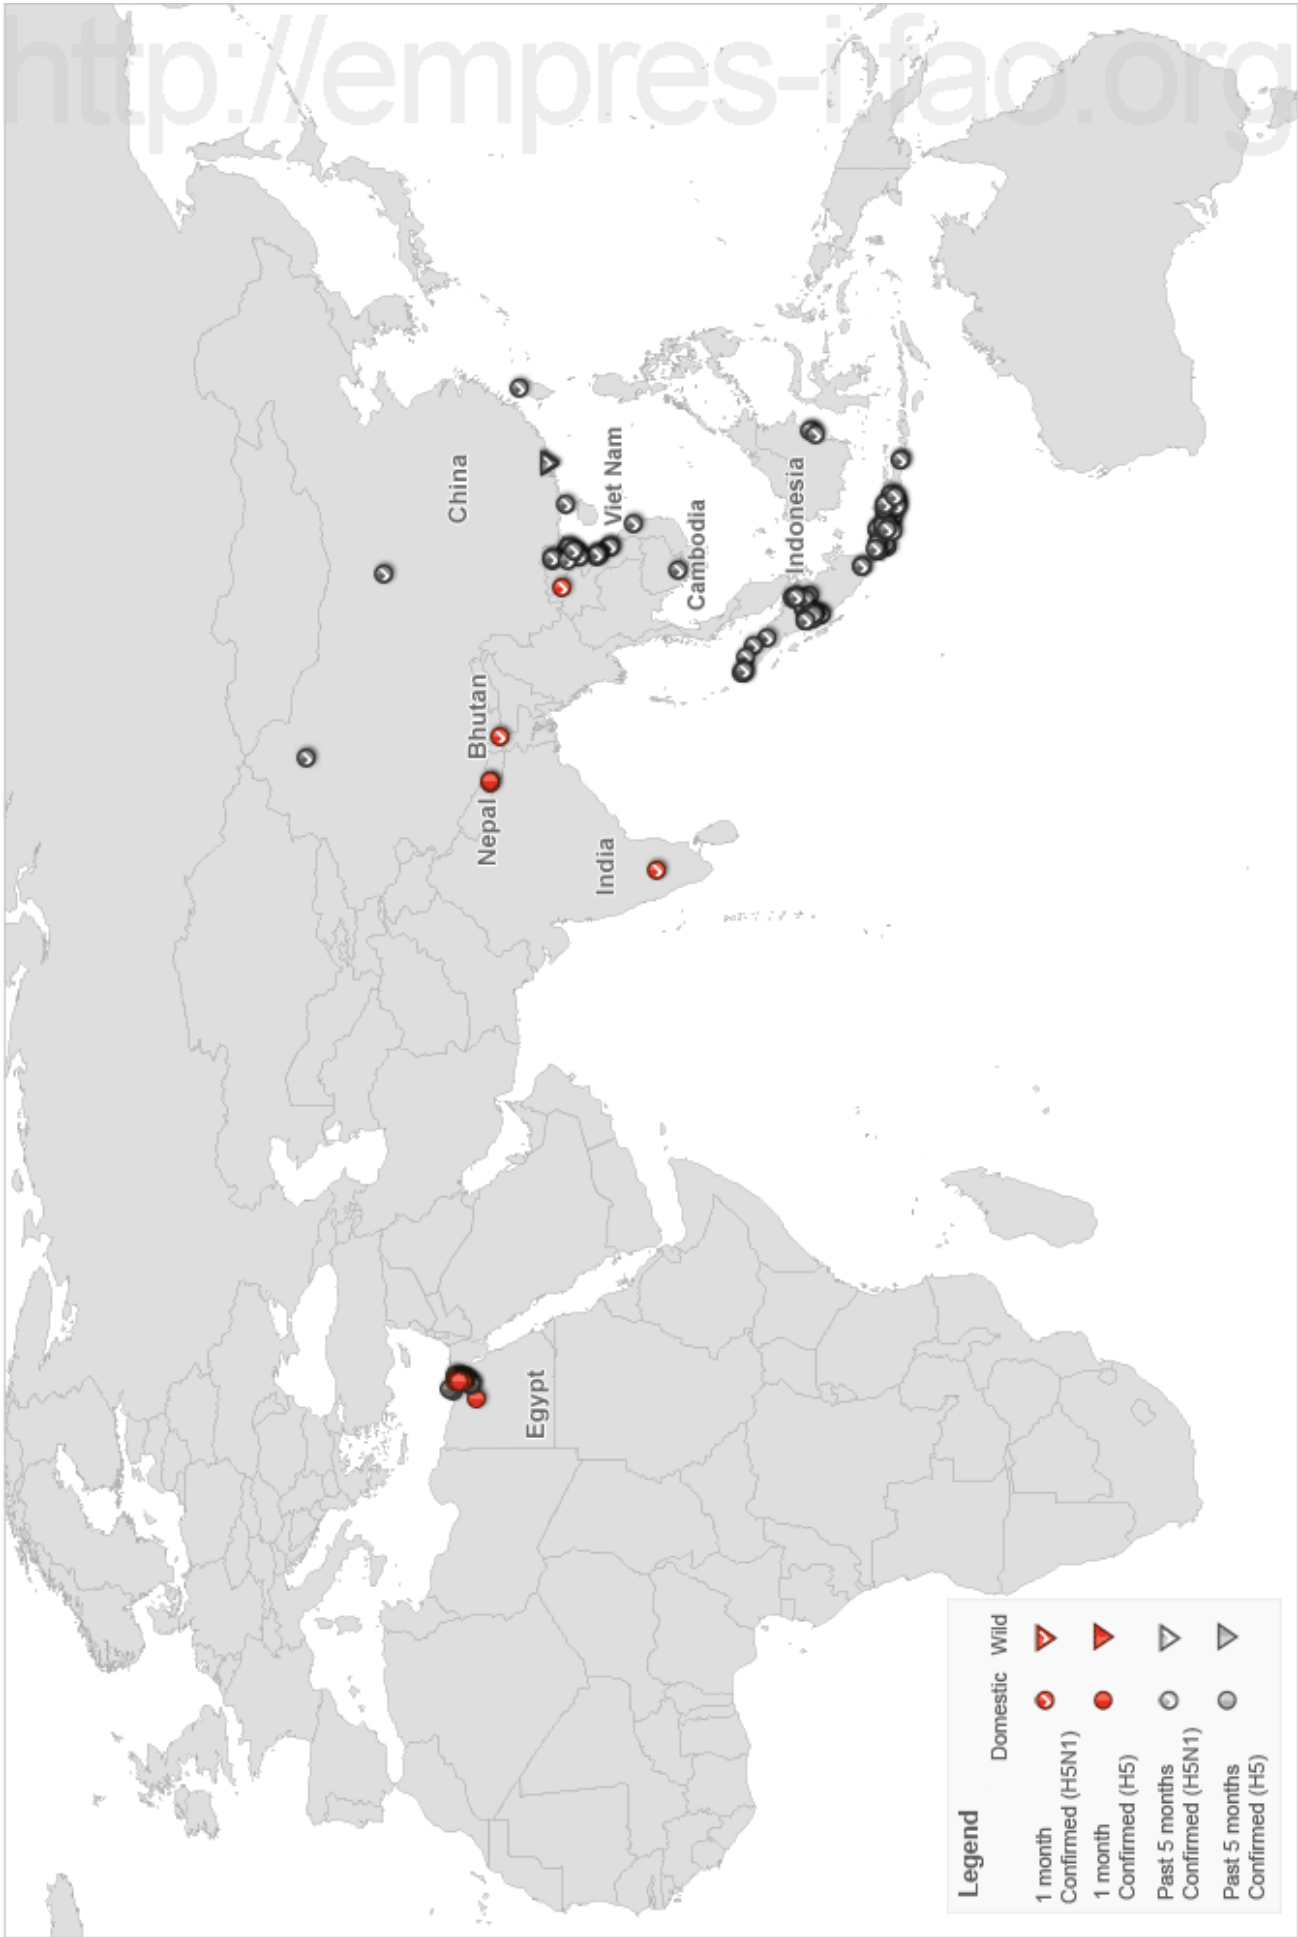 http://empres-i.fao.org
China
Viet Nam
Cambodia
Indonesia
Bhutan
Nepal
India
Egypt
Legend
Domestic Wild
1 month
Confirmed (H5N1)
1 month
Confirmed (H5)
Past 5 months
Confirmed (H5N1)
Past 5 months
Confirmed (H5)